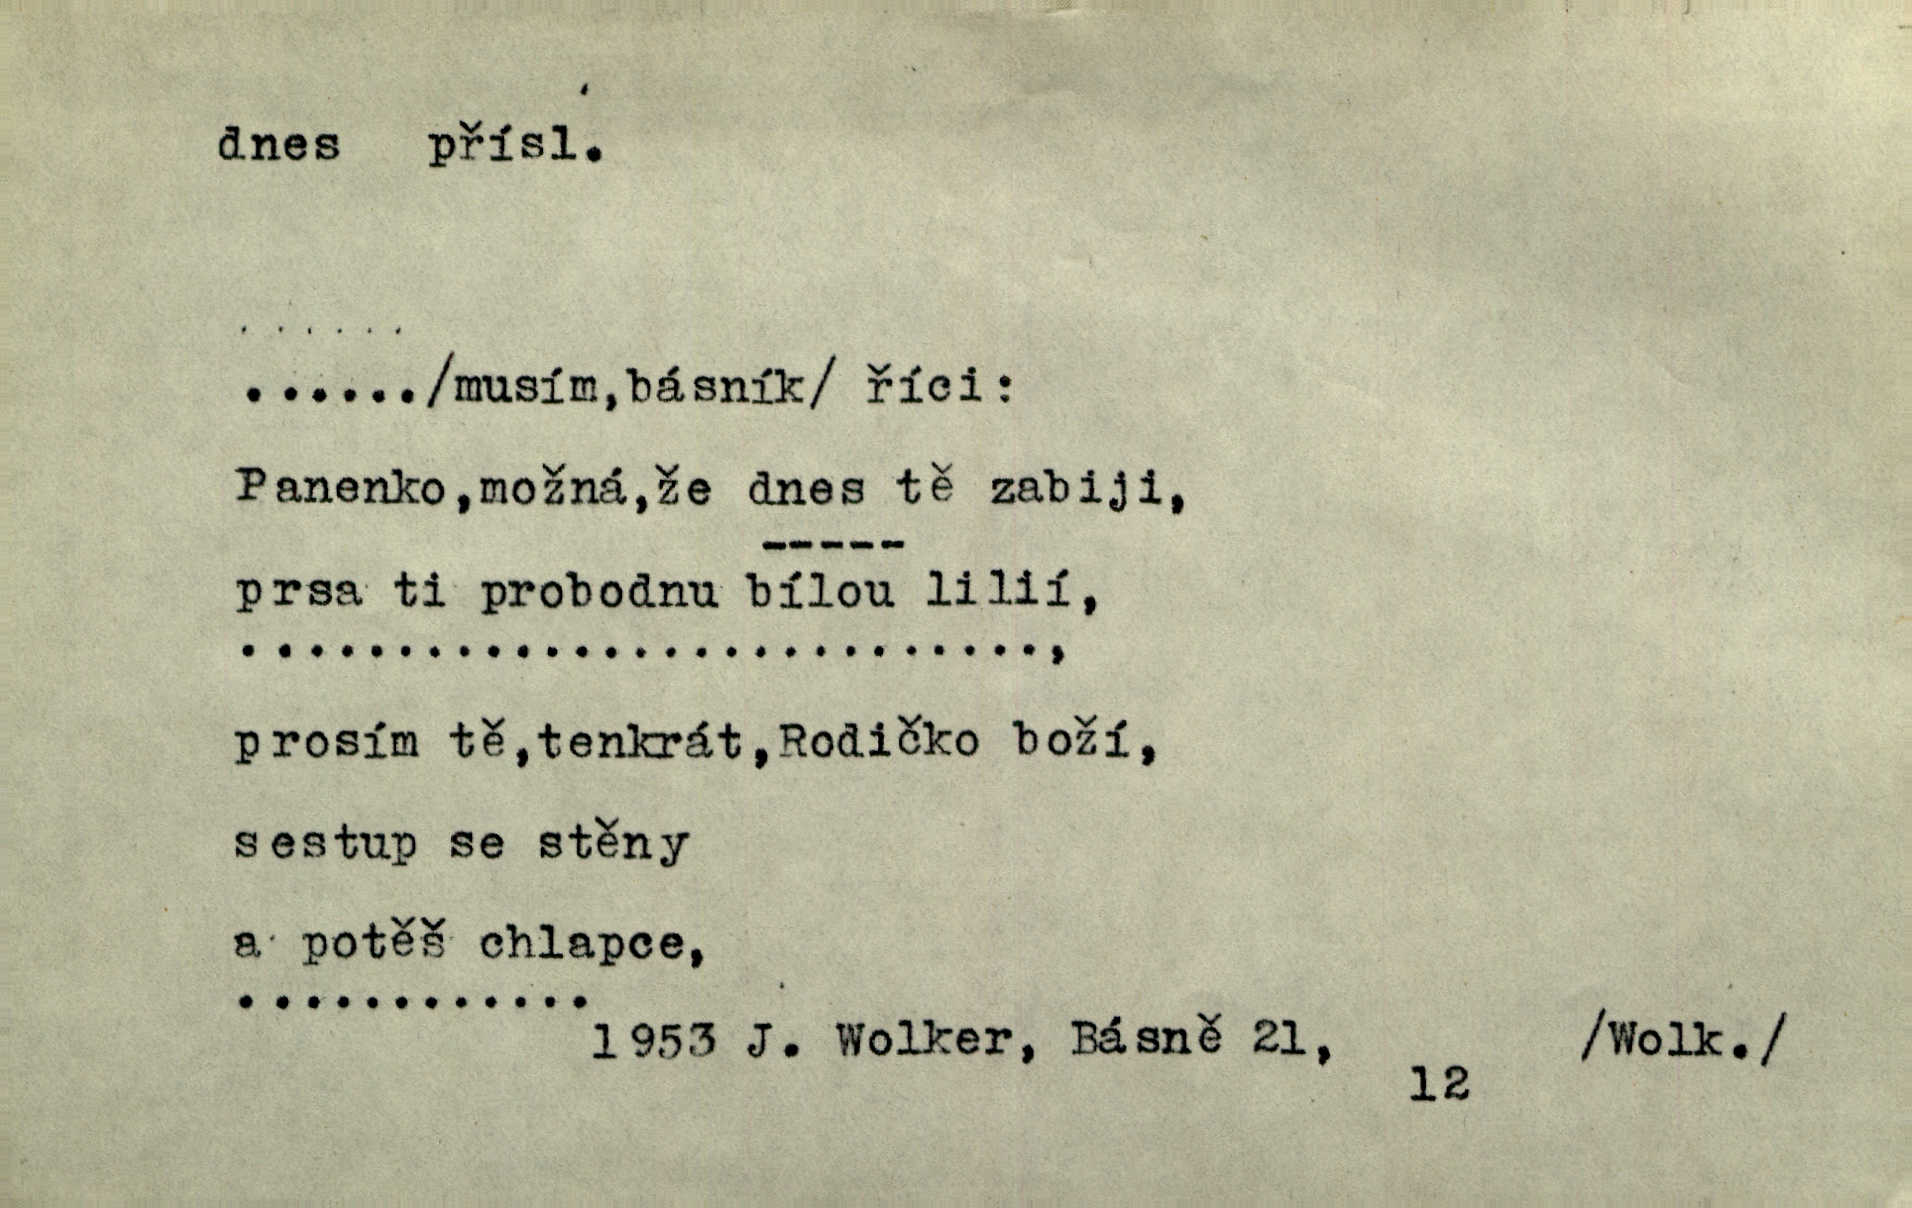 dnes přísl.
......
....../musím,básník/ říci:
Panenko,možná,že dnes tě zabiji,
-----
prsa ti probodnu bílou lilií,
...........................,
prosím tě,tenkrát,Rodičko boží,
sestup se stěny
a potěš chlapce,
............
1953 J. Wolker, Básně 21, /Wolk./
12